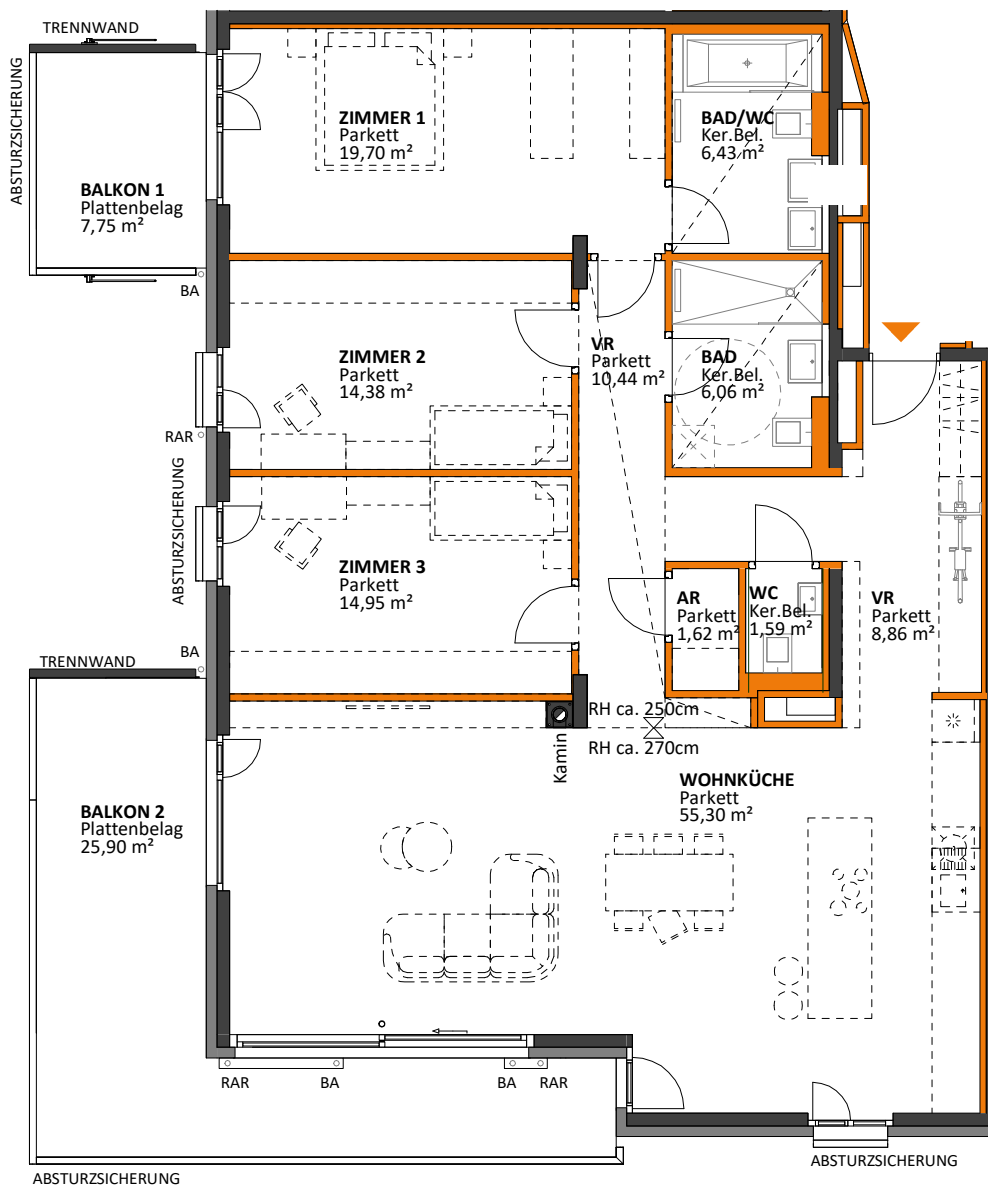 TRENNWAND
ABSTURZSICHERUNG
ZIMMER 1
Parkett
19,70 m²
BAD/WC
Ker.Bel.
6,43 m²
BALKON 1
Plattenbelag
7,75 m²
BA
ZIMMER 2
Parkett
14,38 m²
VR
Parkett
10,44 m²
BAD
Ker.Bel.
6,06 m²
RAR
ABSTURZSICHERUNG
ZIMMER 3
Parkett
14,95 m²
AR
Parkett
1,62 m²
WC
Ker.Bel.
1,59 m²
VR
Parkett
8,86 m²
BA
TRENNWAND
RH ca. 250cm
RH ca. 270cm
Kamin
WOHNKÜCHE
Parkett
55,30 m²
BALKON 2
Plattenbelag
25,90 m²
RAR
BA
BA
RAR
ABSTURZSICHERUNG
ABSTURZSICHERUNG